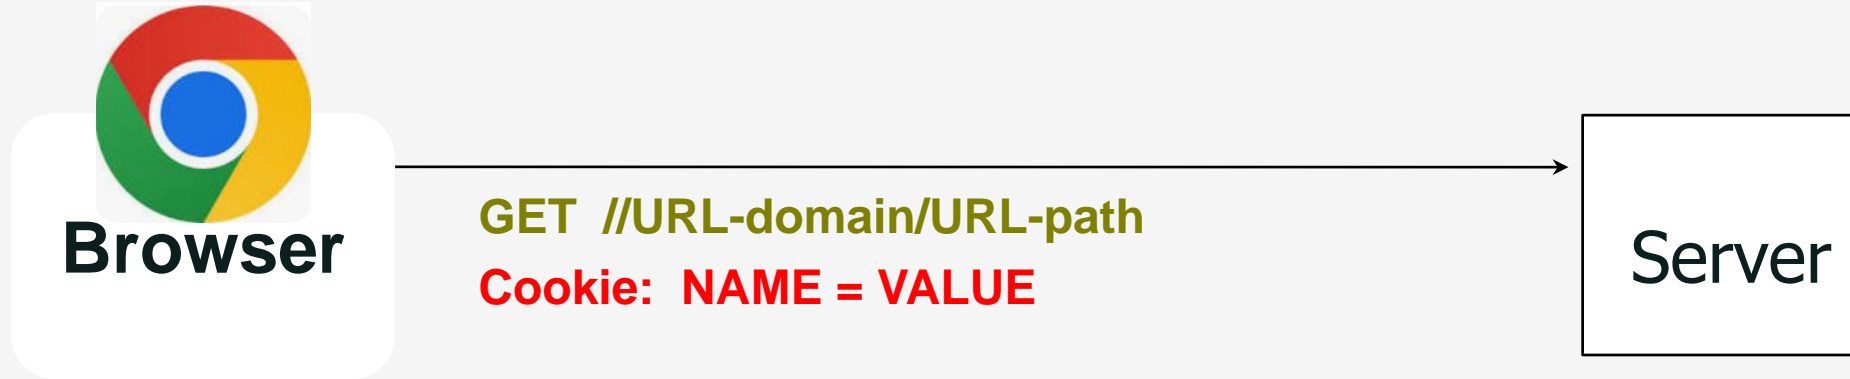 Browser
GET //URL-domain/URL-path
Cookie: NAME = VALUE
Server